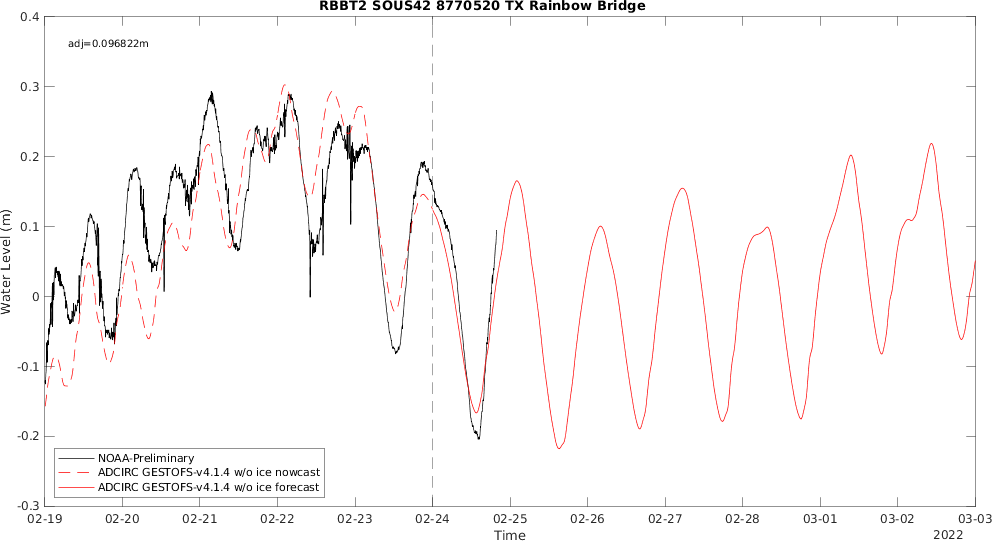 RBBT2 SOUS42 8770520 TX Rainbow Bridge
adj=0.096822m
0.4
0.3
0.2
0.1
0
-0.1
-0.2
-0.3
Water Level (m)
NOAA-Preliminary
ADCIRC GESTOFS-v4.1.4 w/o ice nowcast
ADCIRC GESTOFS-v4.1.4 w/o ice forecast
02-19 02-20 02-21 02-22 02-23 02-24 02-25 02-26 02-27 02-28 03-01 03-02 03-03
Time
2022